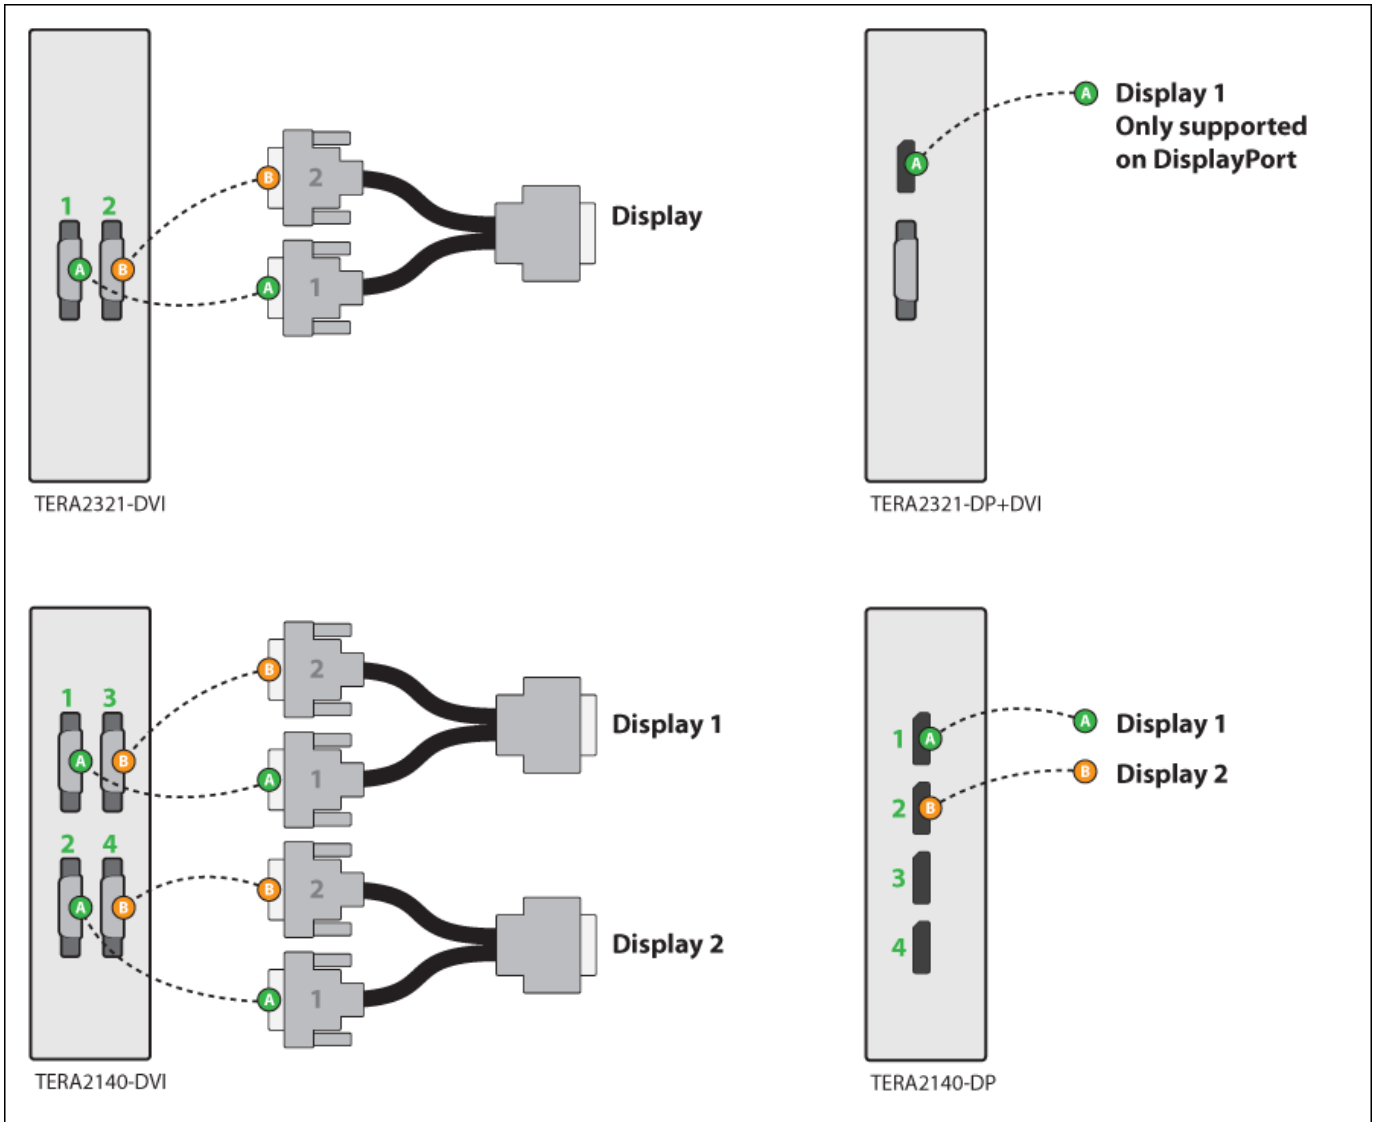 1 2
A B
B 2
A 1
Display
TERA2321-DVI
A
A Display 1
Only supported
on DisplayPort
TERA2321-DP+DVI
1 3
A B
2 4
A B
B 2
A 1
Display 1
B 2
A 1
Display 2
TERA2140-DVI
1 A
2 B
3
4
A Display 1
B Display 2
TERA2140-DP